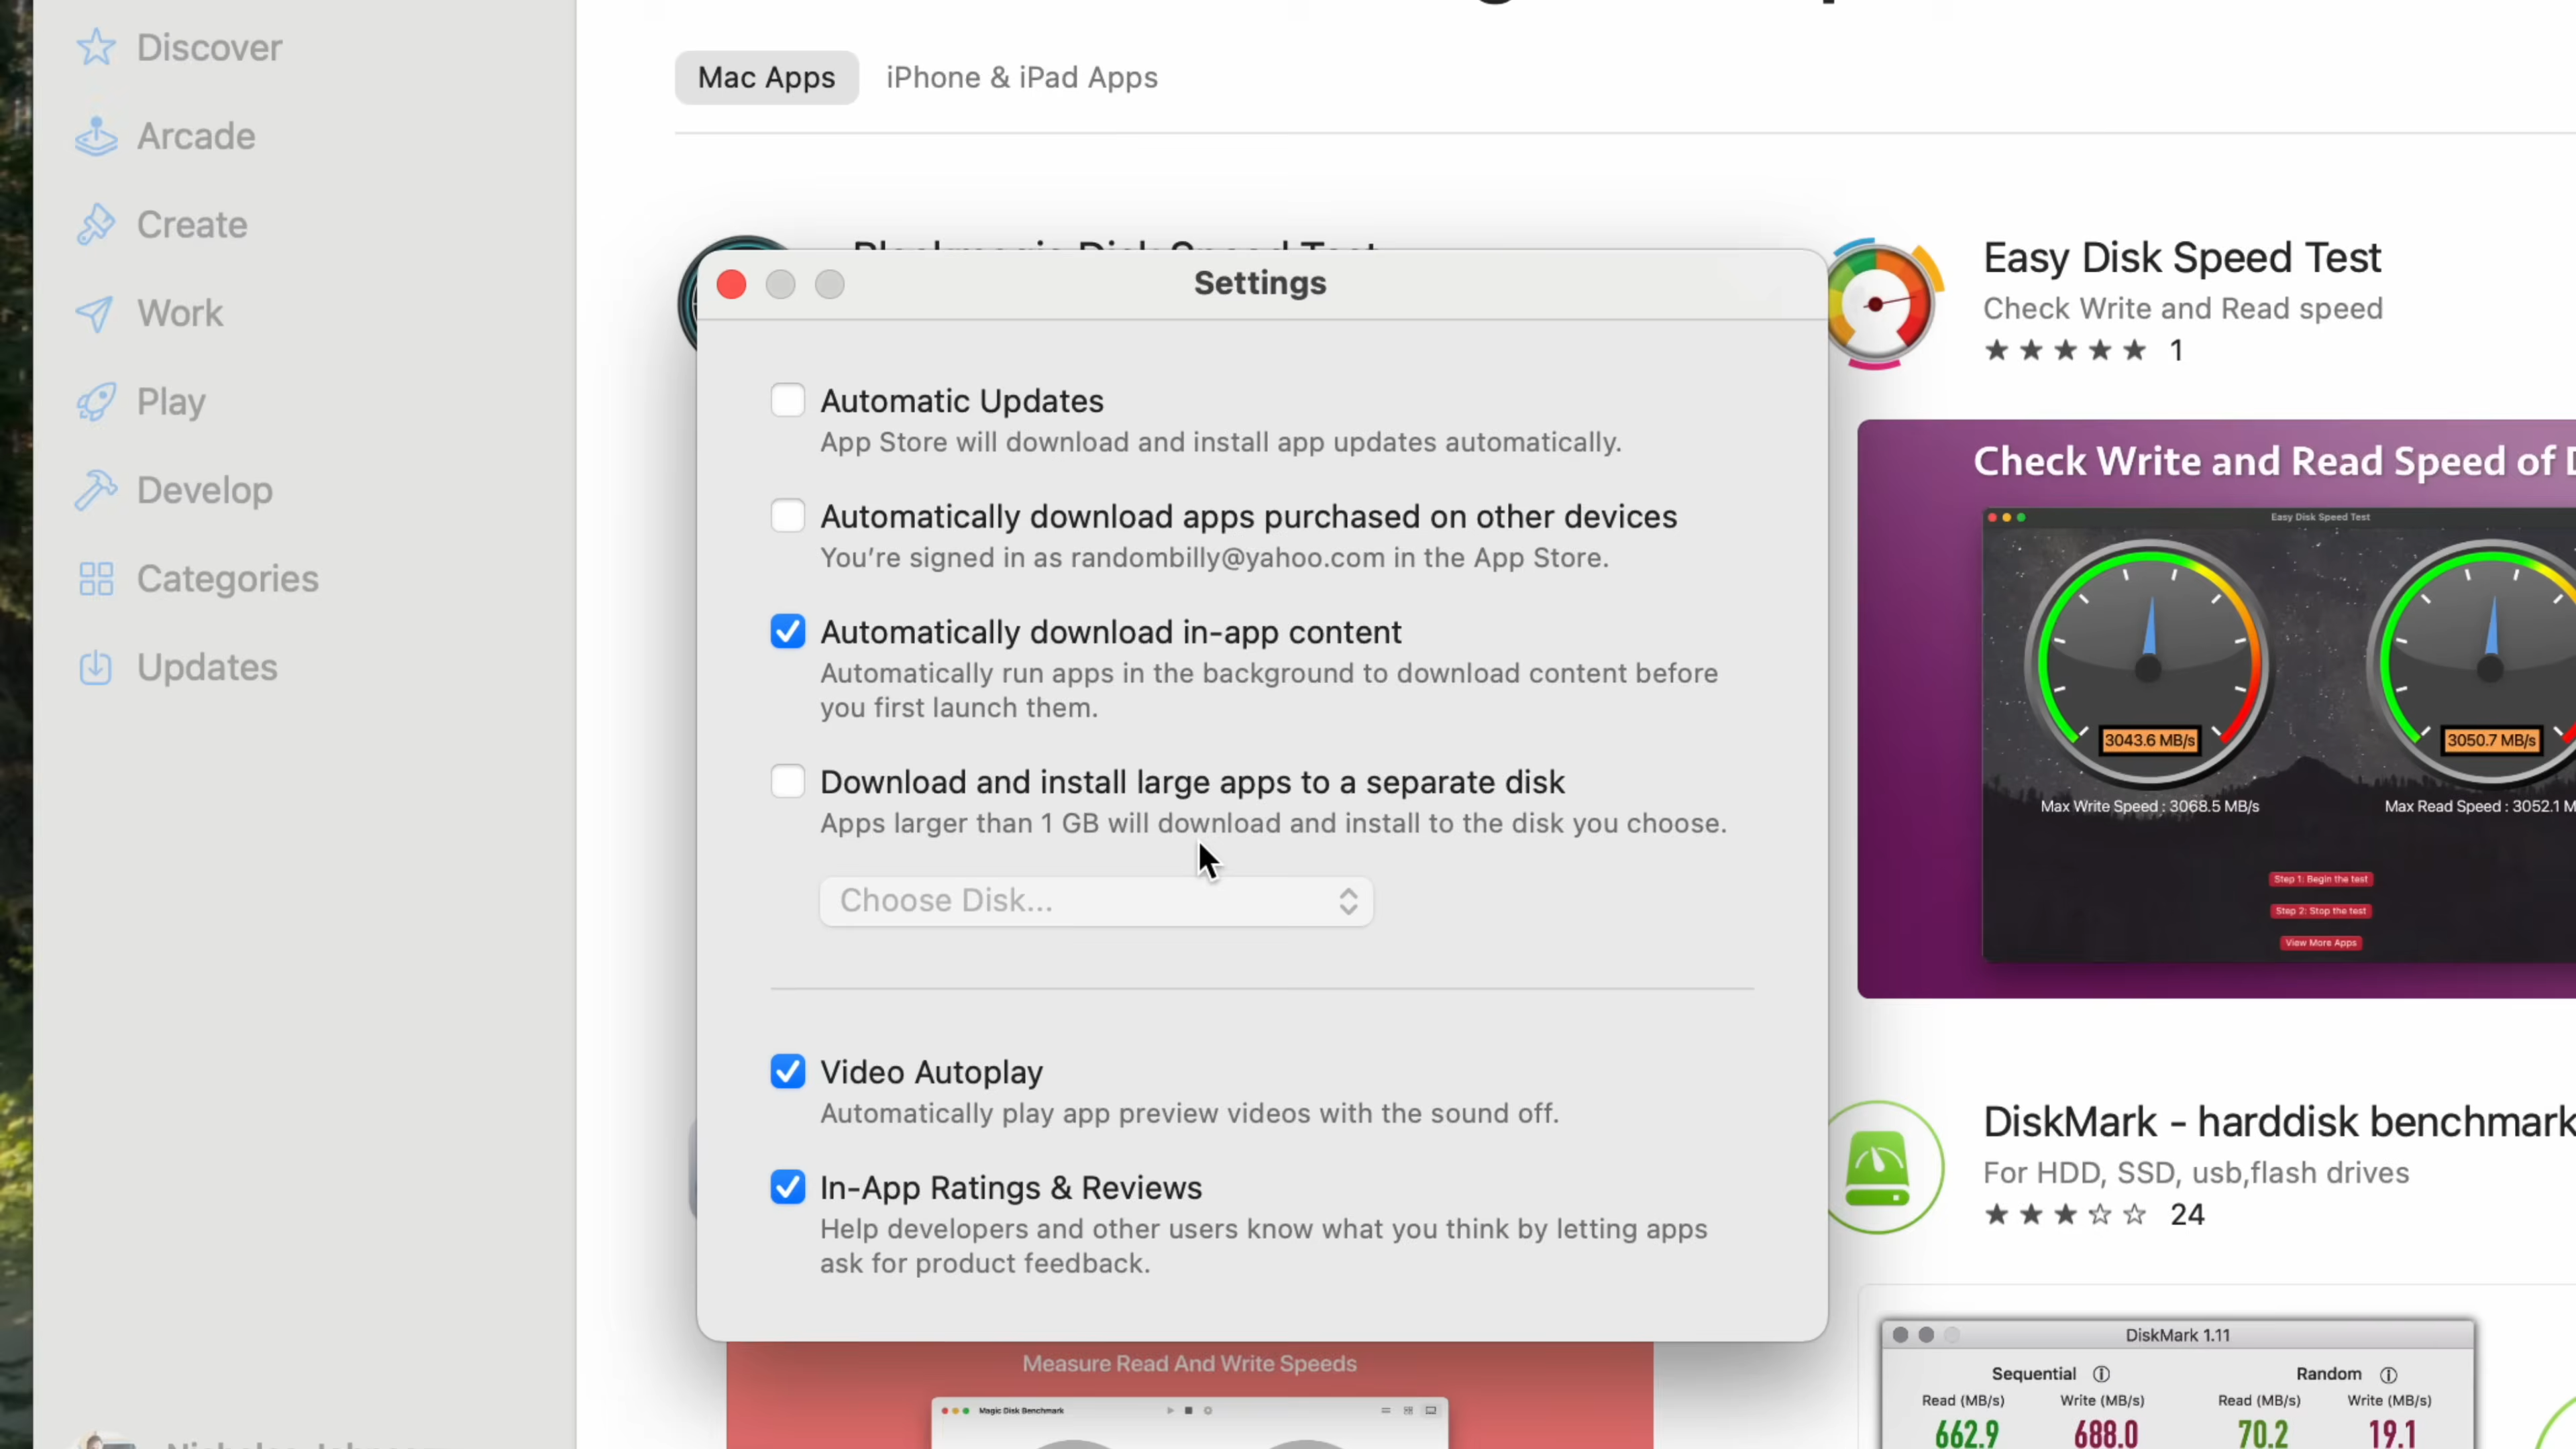 Discover
Arcade
Create
Work
Play
Develop
Categories
Updates
Mac Apps
iPhone & iPad Apps
Settings
Automatic Updates
App Store will download and install app updates automatically.
Automatically download apps purchased on other devices
You're signed in as randombilly@yahoo.com in the App Store.
Automatically download in-app content
Automatically run apps in the background to download content before
you first launch them.
Download and install large apps to a separate disk
Apps larger than 1 GB will download and install to the disk you choose.
Choose Disk...
Video Autoplay
Automatically play app preview videos with the sound off.
In-App Ratings & Reviews
Help developers and other users know what you think by letting apps
ask for product feedback.
Measure Read And Write Speeds
Magic Disk Benchmark
Easy Disk Speed Test
Check Write and Read speed
★★★★★ 1
Check Write and Read Speed of
Easy Disk Speed Test
3043.6 MB/s
3050.7 MB/s
Max Write Speed : 3068.5 MB/s
Max Read Speed : 3052.1
Step 1: Begin the test
Step 2: Stop the test
View More Apps
DiskMark - harddisk benchmark
For HDD, SSD, usb,flash drives
★★★☆☆ 24
DiskMark 1.11
Sequential
Random
Read (MB/s) Write (MB/s) Read (MB/s) Write (MB/s)
662.9 688.0 70.2 19.1